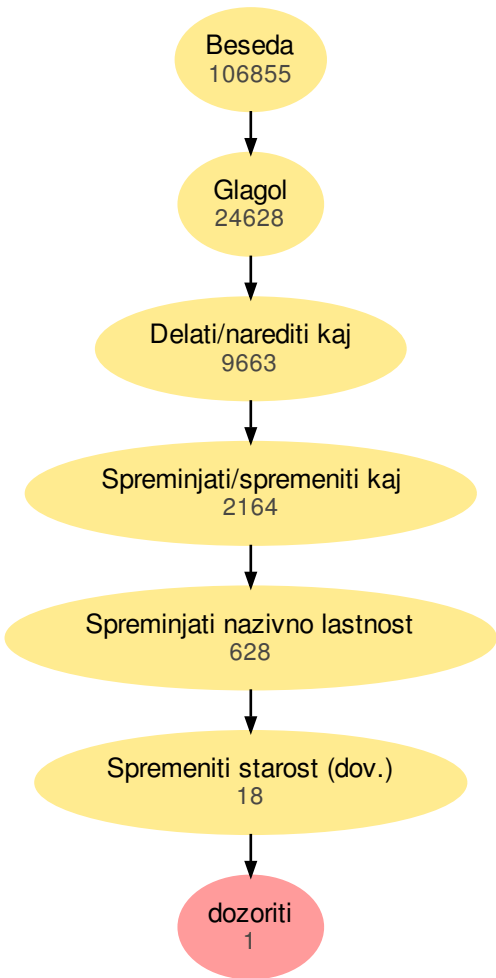 Beseda
106855
Glagol
24628
Delati/narediti kaj
9663
Spreminjati/spremeniti kaj
2164
Spreminjati nazivno lastnost
628
Spremeniti starost (dov.)
18
dozoriti
1